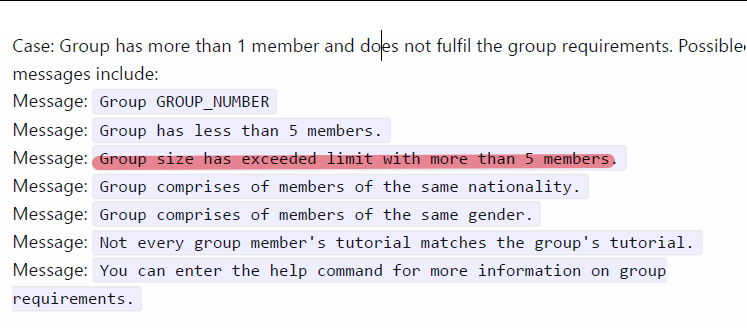 Case: Group has more than 1 member and does not fulfil the group requirements. Possible
messages include:
Message: Group GROUP_NUMBER
Message: Group has less than 5 members.
Message: Group size has exceeded limit with more than 5 members.
Message: Group comprises of members of the same nationality.
Message: Group comprises of members of the same gender.
Message: Not every group member's tutorial matches the group's tutorial.
Message: You can enter the help command for more information on group
requirements.